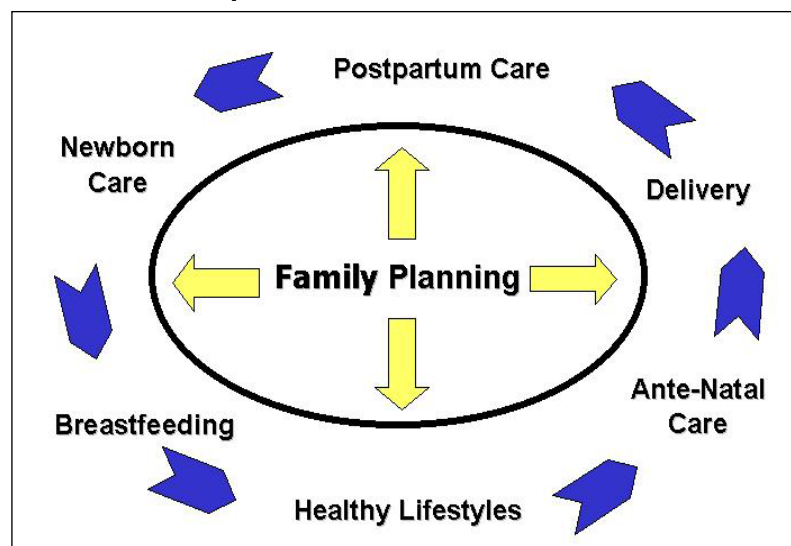 Postpartum Care
Newborn
Care
Delivery
Family Planning
Ante-Natal
Care
Breastfeeding
Healthy Lifestyles